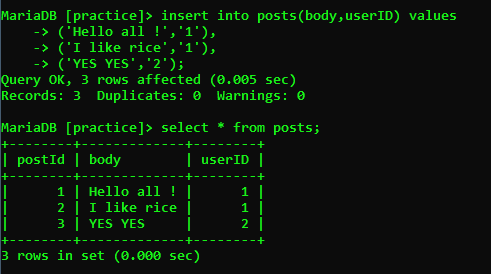 MariaDB [practice]> insert into posts(body,userID) values
    -> ('Hello all !','1'),
    -> ('I like rice','1'),
    -> ('YES YES','2');
Query OK, 3 rows affected (0.005 sec)
Records: 3  Duplicates: 0  Warnings: 0

MariaDB [practice]> select * from posts;
+--------+-------------+--------+
| postId | body        | userID |
+--------+-------------+--------+
|      1 | Hello all ! |      1 |
|      2 | I like rice |      1 |
|      3 | YES YES     |      2 |
+--------+-------------+--------+
3 rows in set (0.000 sec)